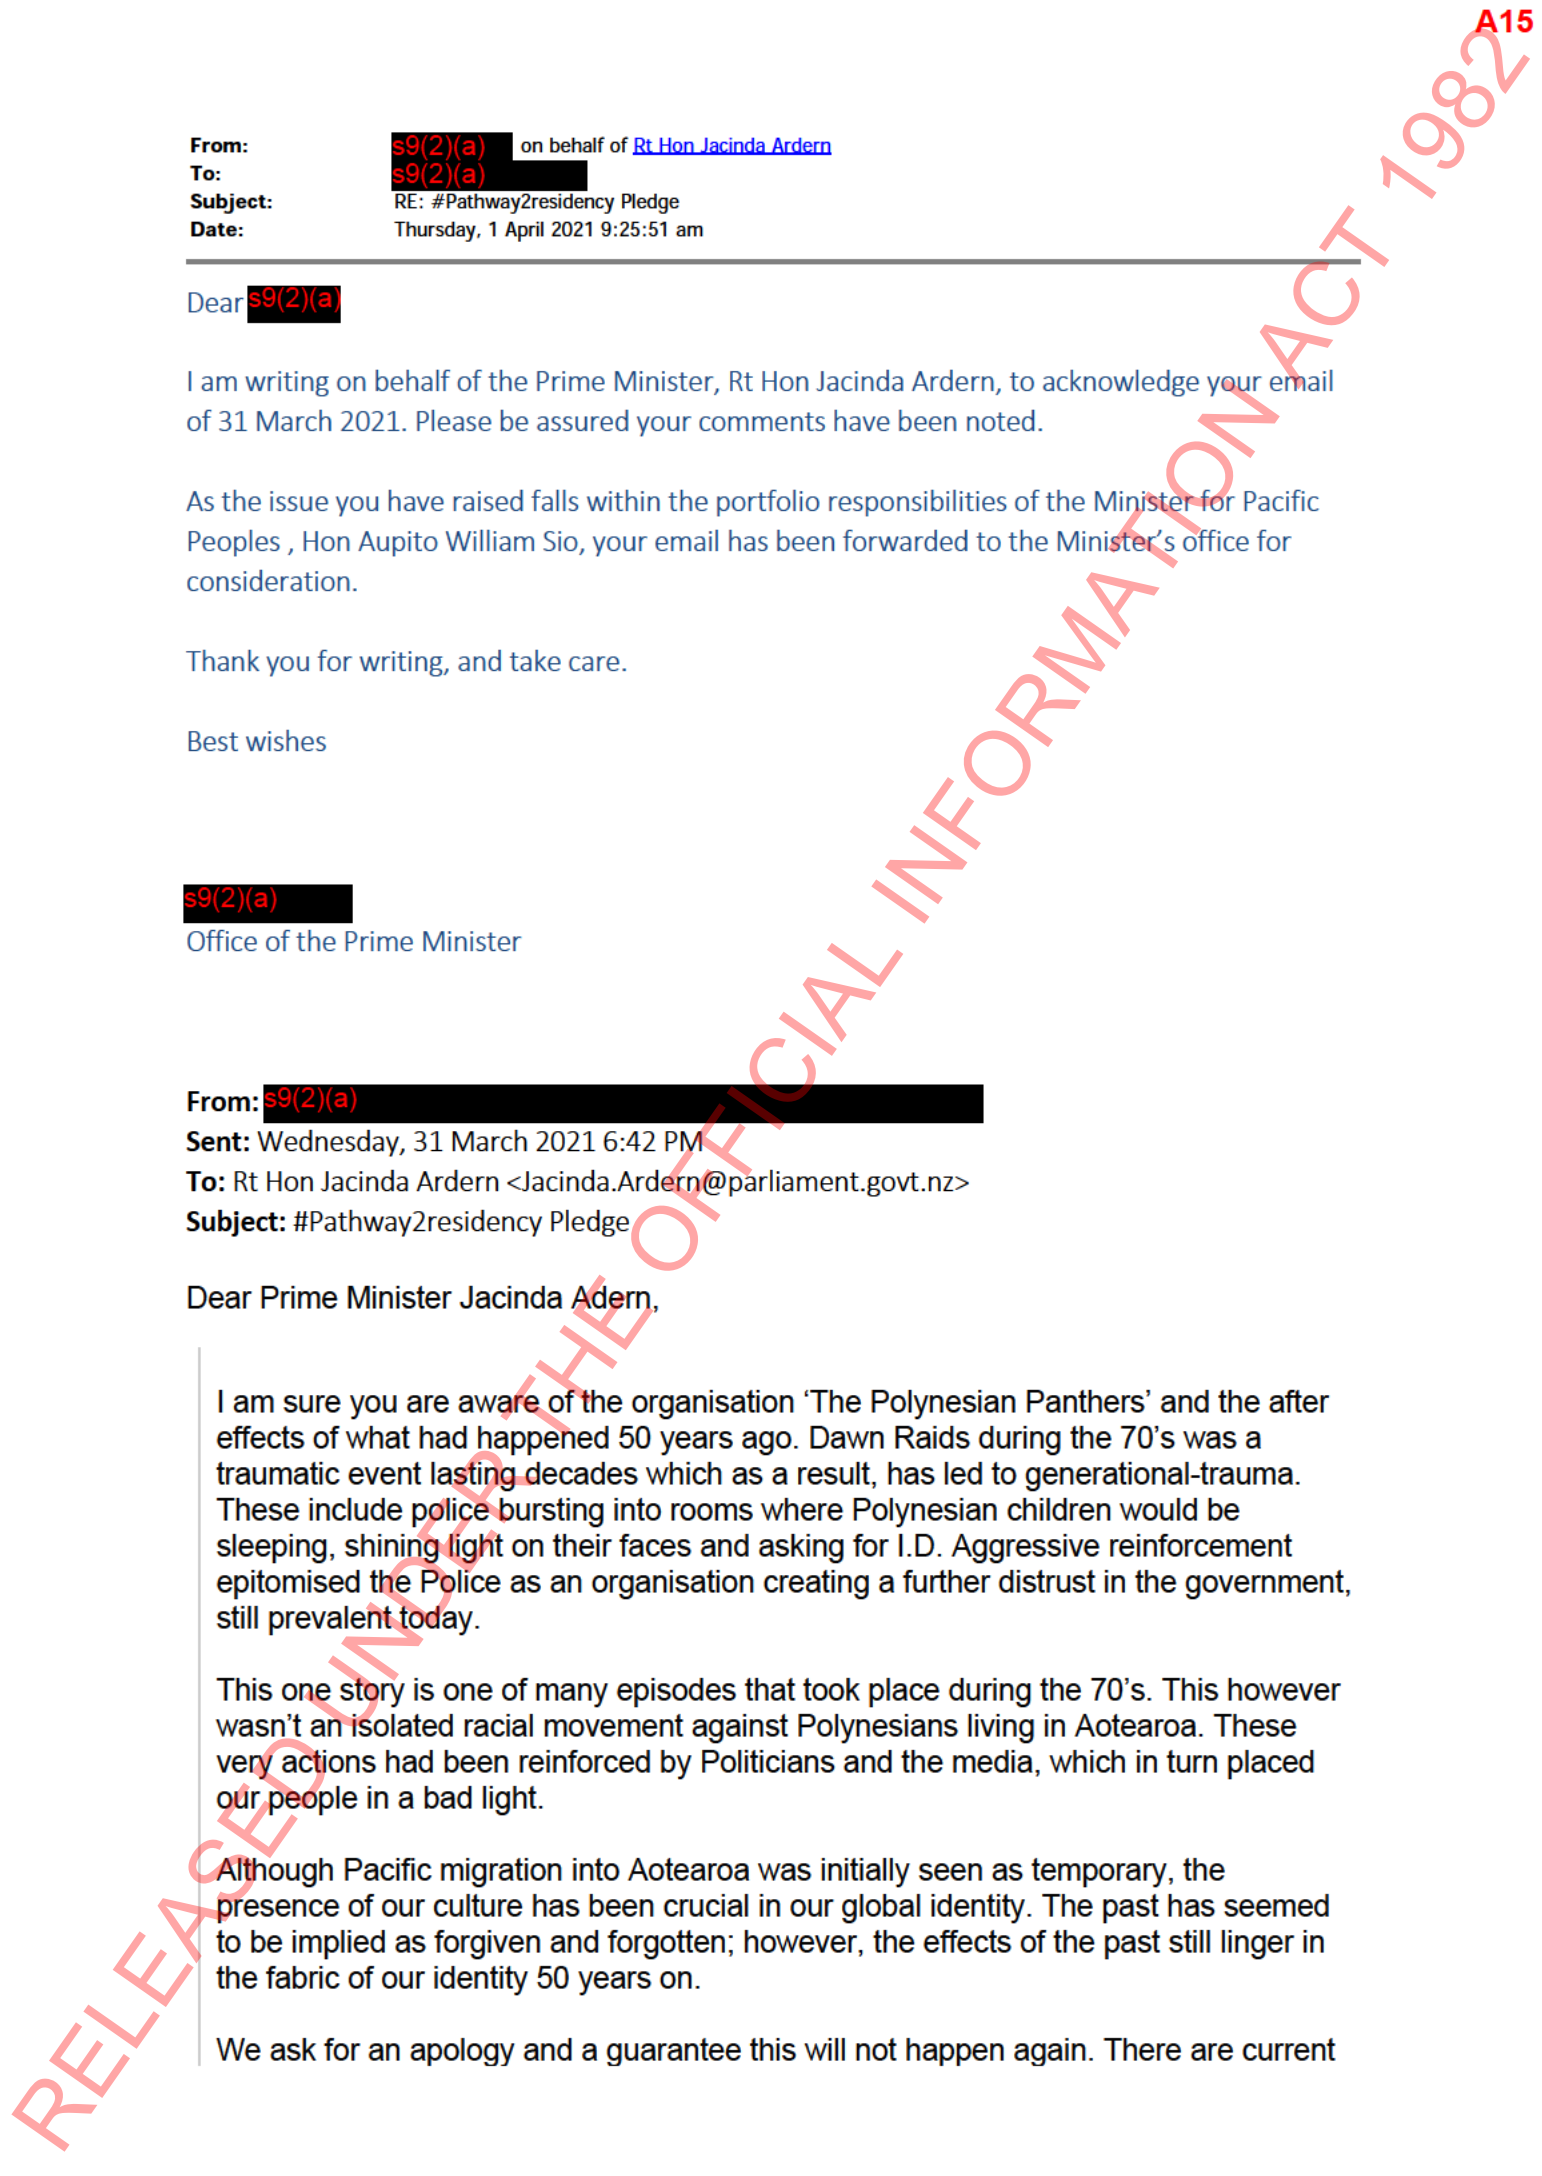 A15
From: s9(2)(a) on behalf of Rt Hon Jacinda Ardern
To: s9(2)(a)
Subject: RE: #Pathway2residency Pledge
Date: Thursday, 1 April 2021 9:25:51 am
Dear s9(2)(a)
I am writing on behalf of the Prime Minister, Rt Hon Jacinda Ardern, to acknowledge your email
of 31 March 2021. Please be assured your comments have been noted.
As the issue you have raised falls within the portfolio responsibilities of the Minister for Pacific
Peoples , Hon Aupito William Sio, your email has been forwarded to the Minister’s office for
consideration.
Thank you for writing, and take care.
Best wishes
s9(2)(a)
Office of the Prime Minister
From: s9(2)(a)
Sent: Wednesday, 31 March 2021 6:42 PM
To: Rt Hon Jacinda Ardern <Jacinda.Ardern@parliament.govt.nz>
Subject: #Pathway2residency Pledge
Dear Prime Minister Jacinda Adern,
I am sure you are aware of the organisation ‘The Polynesian Panthers’ and the after
effects of what had happened 50 years ago. Dawn Raids during the 70’s was a
traumatic event lasting decades which as a result, has led to generational-trauma.
These include police bursting into rooms where Polynesian children would be
sleeping, shining light on their faces and asking for I.D. Aggressive reinforcement
epitomised the Police as an organisation creating a further distrust in the government,
still prevalent today.
This one story is one of many episodes that took place during the 70’s. This however
wasn’t an isolated racial movement against Polynesians living in Aotearoa. These
very actions had been reinforced by Politicians and the media, which in turn placed
our people in a bad light.
Although Pacific migration into Aotearoa was initially seen as temporary, the
presence of our culture has been crucial in our global identity. The past has seemed
to be implied as forgiven and forgotten; however, the effects of the past still linger in
the fabric of our identity 50 years on.
We ask for an apology and a guarantee this will not happen again. There are current
RELEASED UNDER THE OFFICIAL INFORMATION ACT 1982